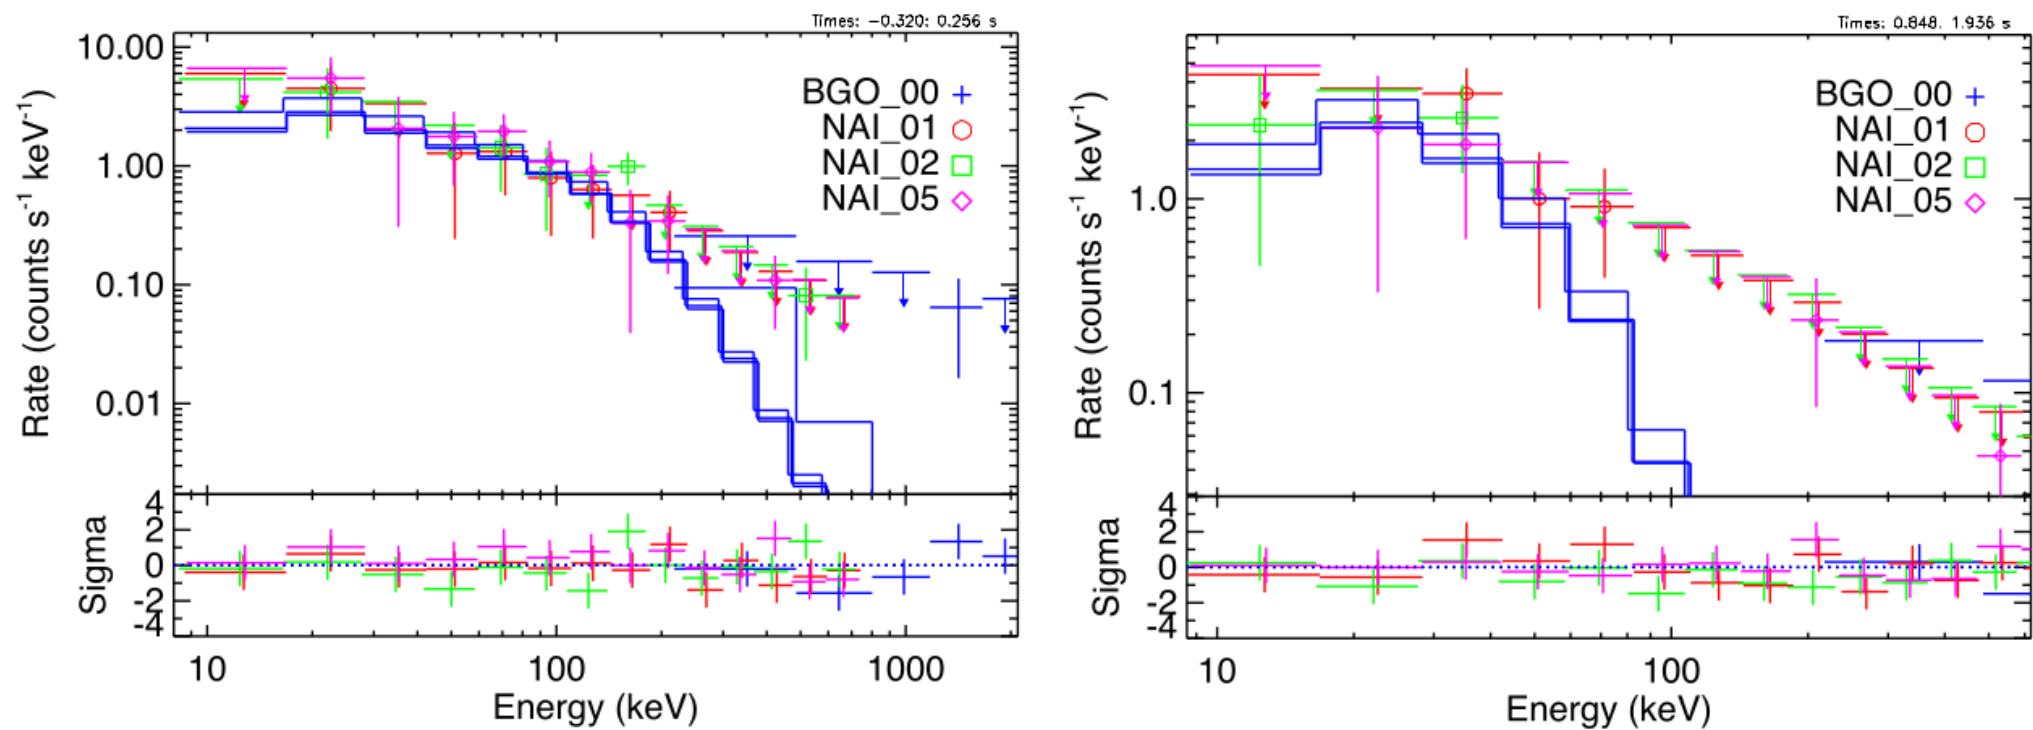 Times: -0.320: 0.256 s
10.00
1.00
0.10
0.01
Rate (counts s⁻¹ keV⁻¹)
BGO_00
NAI_01
NAI_02
NAI_05
4
2
0
-2
-4
Sigma
10
100
1000
Energy (keV)
Times: 0.848. 1.936 s
1.0
0.1
Rate (counts s⁻¹ keV⁻¹)
BGO_00
NAI_01
NAI_02
NAI_05
4
2
0
-2
-4
Sigma
10
100
Energy (keV)